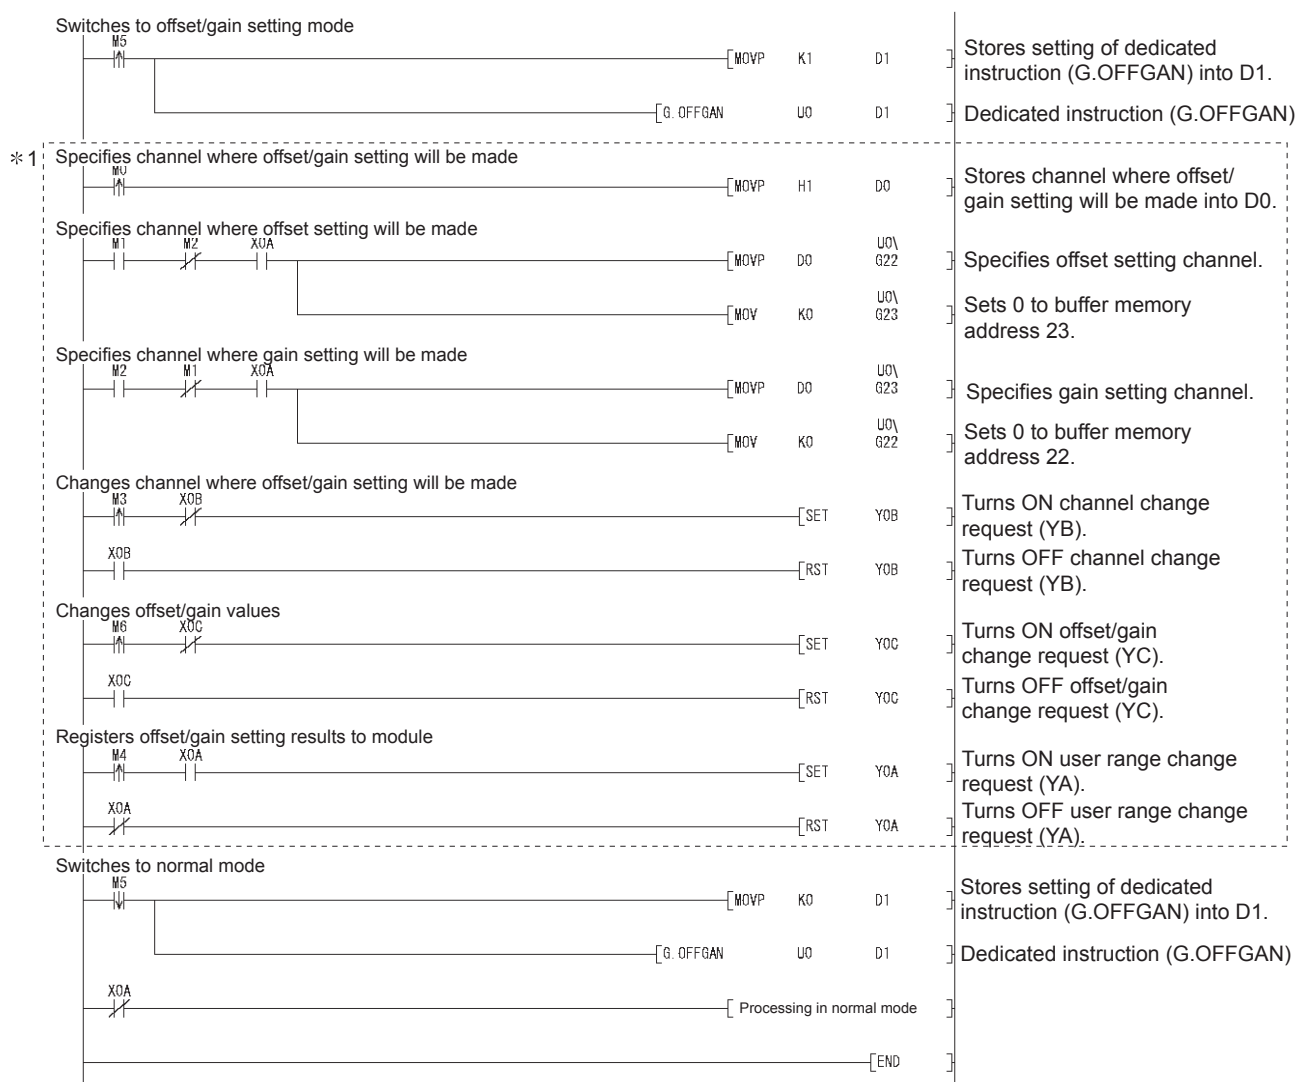 Switches to offset/gain setting mode
M5
MOVP K1 D1
Stores setting of dedicated
instruction (G.OFFGAN) into D1.
G.OFFGAN U0 D1
Dedicated instruction (G.OFFGAN)
*1
Specifies channel where offset/gain setting will be made
M0
MOVP H1 D0
Stores channel where offset/
gain setting will be made into D0.
Specifies channel where offset setting will be made
M1 M2 X0A
U0\
MOVP D0 G22
Specifies offset setting channel.
U0\
MOV K0 G23
Sets 0 to buffer memory
address 23.
Specifies channel where gain setting will be made
M2 M1 X0A
U0\
MOVP D0 G23
Specifies gain setting channel.
U0\
MOV K0 G22
Sets 0 to buffer memory
address 22.
Changes channel where offset/gain setting will be made
M3 X0B
SET Y0B
Turns ON channel change
request (YB).
X0B
RST Y0B
Turns OFF channel change
request (YB).
Changes offset/gain values
M6 X0C
SET Y0C
Turns ON offset/gain
change request (YC).
X0C
RST Y0C
Turns OFF offset/gain
change request (YC).
Registers offset/gain setting results to module
M4 X0A
SET Y0A
Turns ON user range change
request (YA).
X0A
RST Y0A
Turns OFF user range change
request (YA).
Switches to normal mode
M5
MOVP K0 D1
Stores setting of dedicated
instruction (G.OFFGAN) into D1.
G.OFFGAN U0 D1
Dedicated instruction (G.OFFGAN)
X0A
Processing in normal mode
END